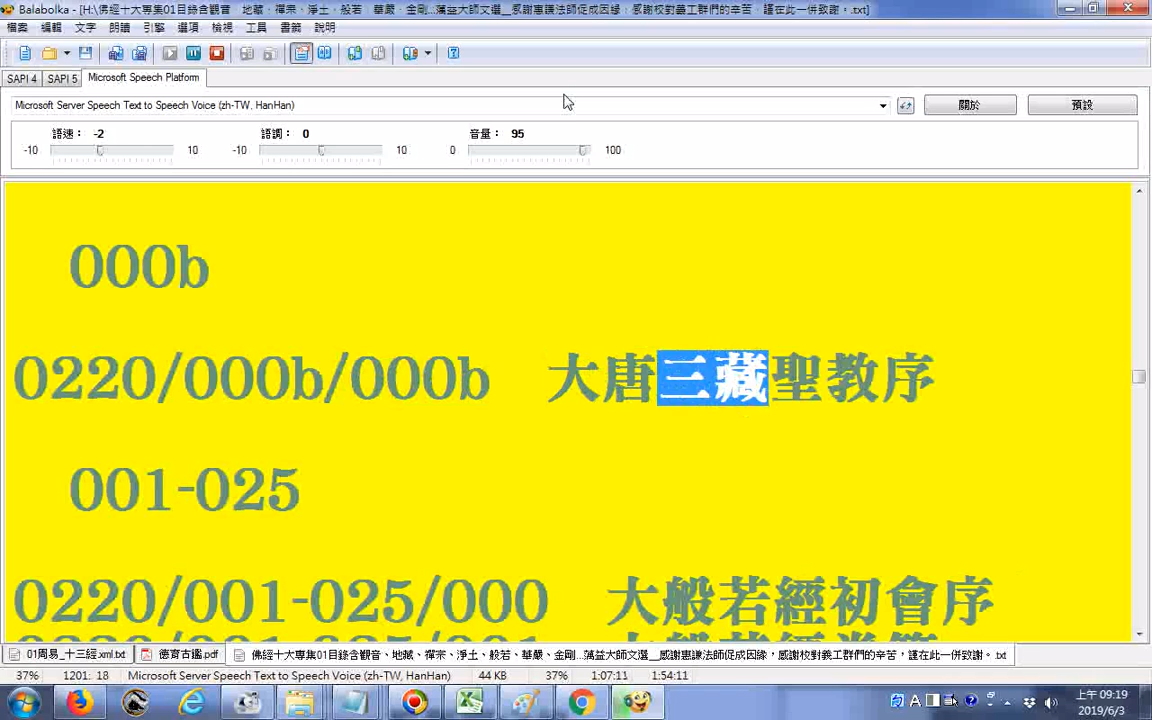 Balabolka - [H:\佛經十大專集01目錄含觀音、地藏、禪宗、淨土、般若、華嚴、金剛...蕅益大師文選__感謝惠謙法師促成因緣，感謝校對義工群們的辛苦，謹在此一併致謝。.txt]
檔案 編輯 文字 朗讀 引擎 選項 檢視 工具 書籤 說明
SAPI 4 SAPI 5 Microsoft Speech Platform
Microsoft Server Speech Text to Speech Voice (zh-TW, HanHan) 關於 預設
語速： -2 語調： 0 音量： 95
-10 10 -10 10 0 100
000b
0220/000b/000b 大唐三藏聖教序
001-025
0220/001-025/000 大般若經初會序
01周易_十三經.xml.txt 德育古鑑.pdf 佛經十大專集01目錄含觀音、地藏、禪宗、淨土、般若、華嚴、金剛...蕅益大師文選__感謝惠謙法師促成因緣，感謝校對義工群們的辛苦，謹在此一併致謝。.txt
37% 1201: 18 Microsoft Server Speech Text to Speech Voice (zh-TW, HanHan) 44 KB 37% 1:07:11 1:54:11
上午 09:19
2019/6/3